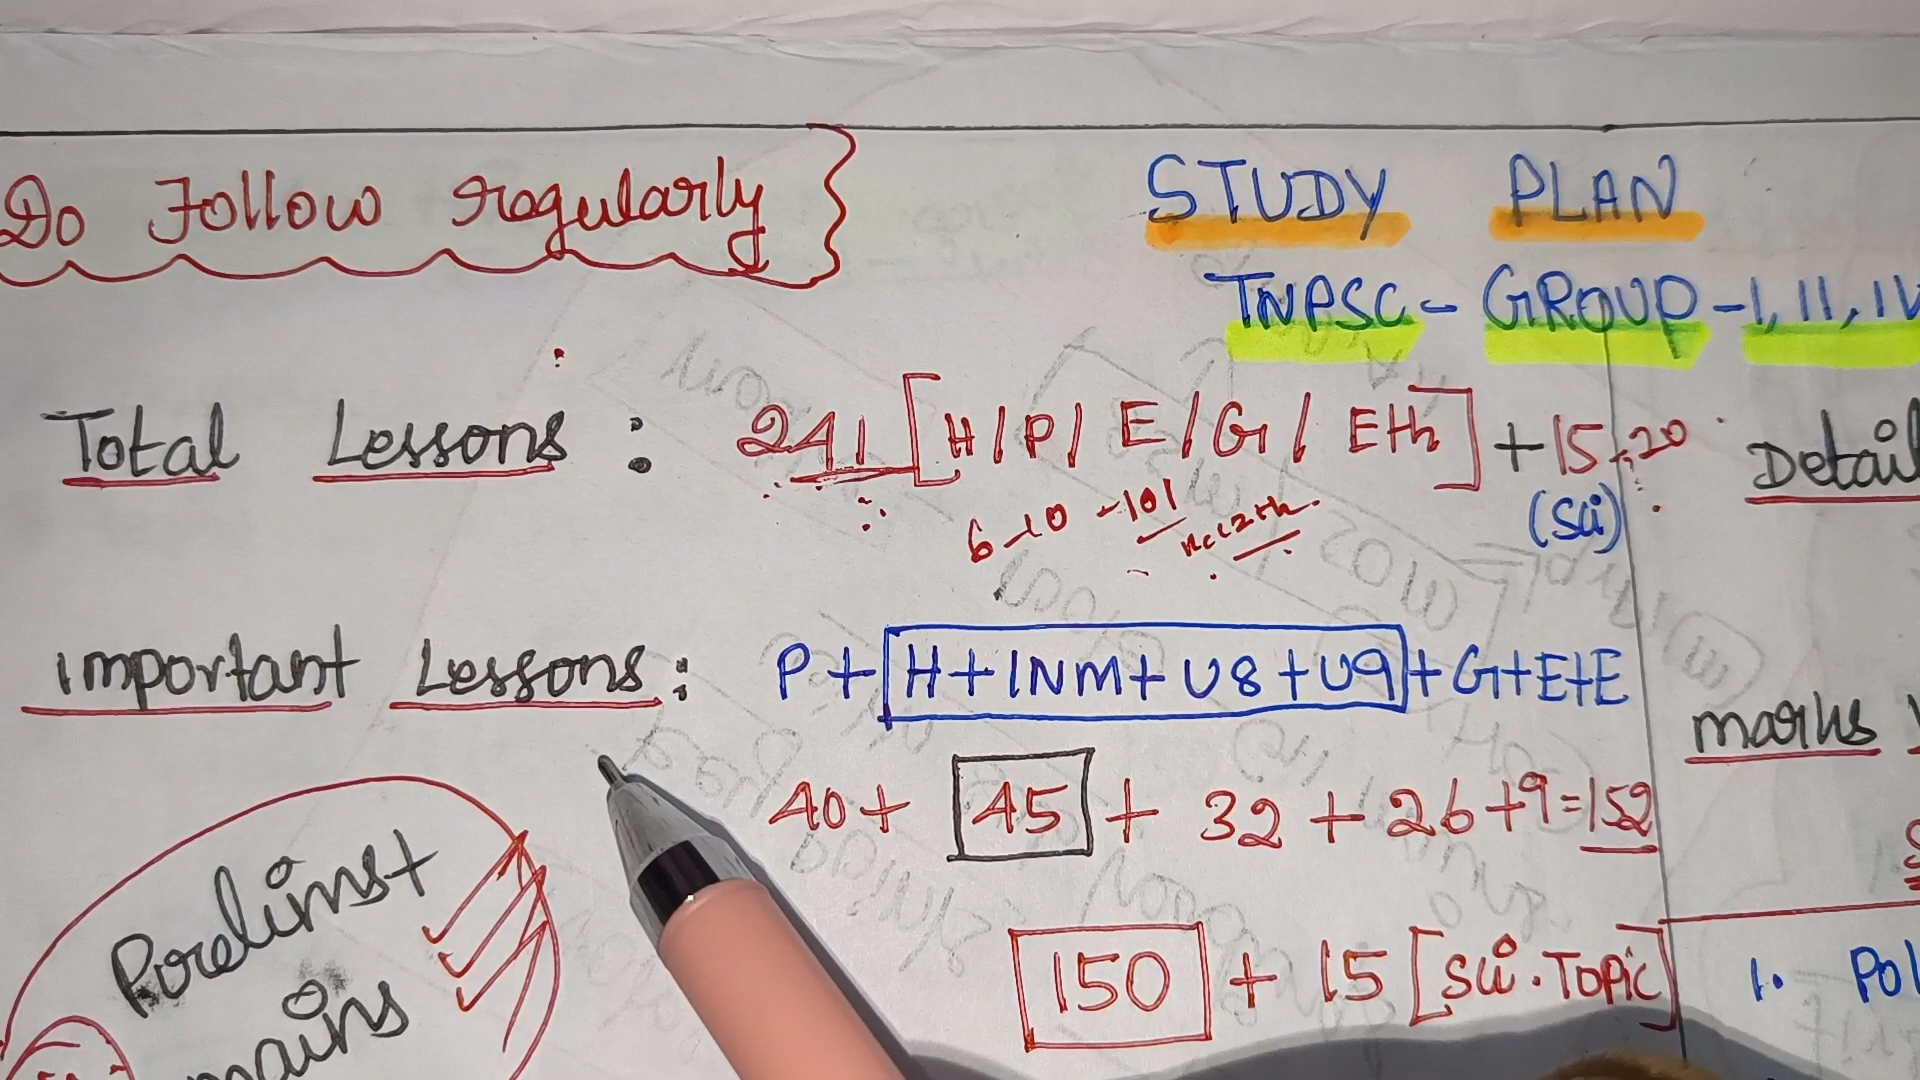 Do Follow regularly
STUDY PLAN
TNPSC - GROUP - I, II, IV
Total Lessons : 241 [H/P/ E/G/ Eth] + 15-20
(Sci)
6-10 - 101
Important Lessons : P + H + INM + U8 + U9 + G + E + E
40 + 45 + 32 + 26 + 9 = 152
150 + 15 [Sci. Topic]
Prelims +
mains
Detail
marks
1. Pol